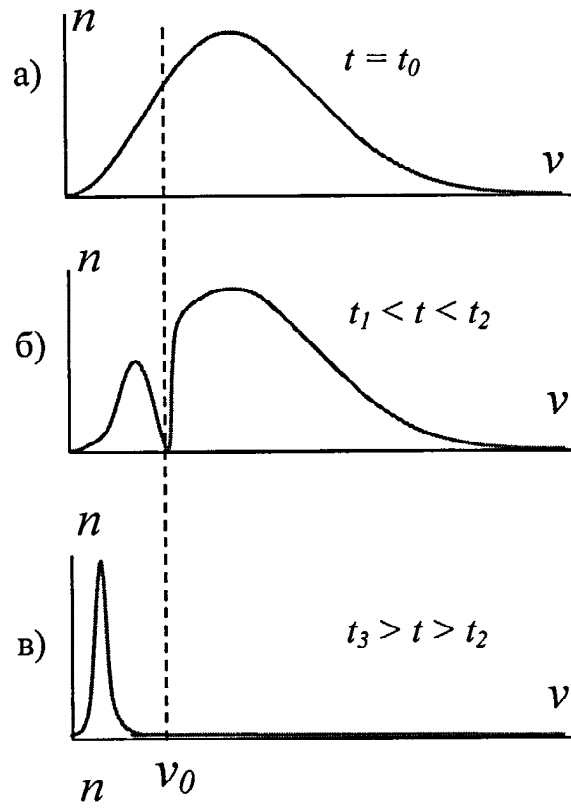 n
а)
t = t₀
v
n
б)
t₁ < t < t₂
v
n
в)
t₃ > t > t₂
v
n
v₀